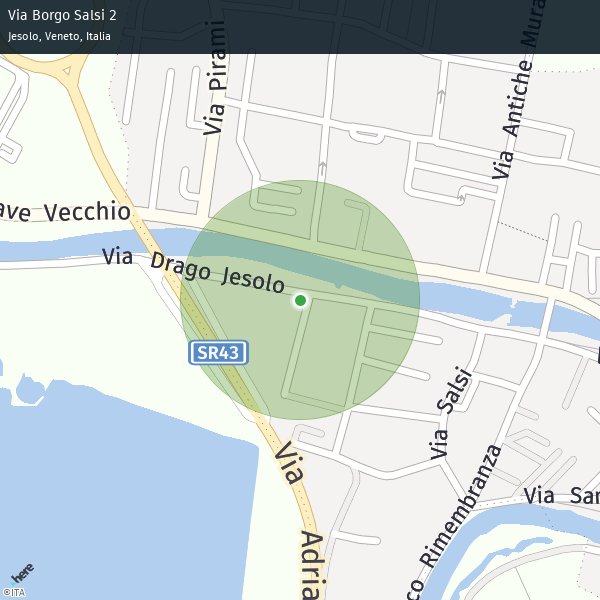 Via Borgo Salsi 2
Jesolo, Veneto, Italia
Via Pirami
Via Antiche Mura
ave Vecchio
Via Drago Jesolo
SR43
Via Salsi
Via Adria
co Rimembranza
Via San
here
©ITA